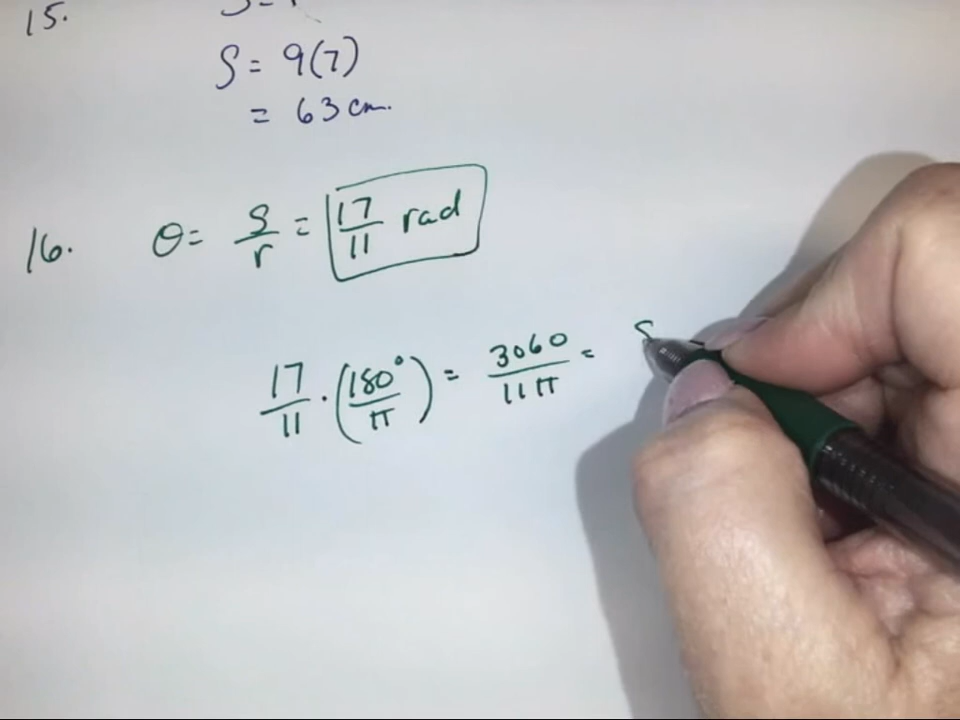 15.
S = 9(7)
= 63 cm.
16. θ = S/r = 17/11 rad
17/11 · (180°/π) = 3060/11π =